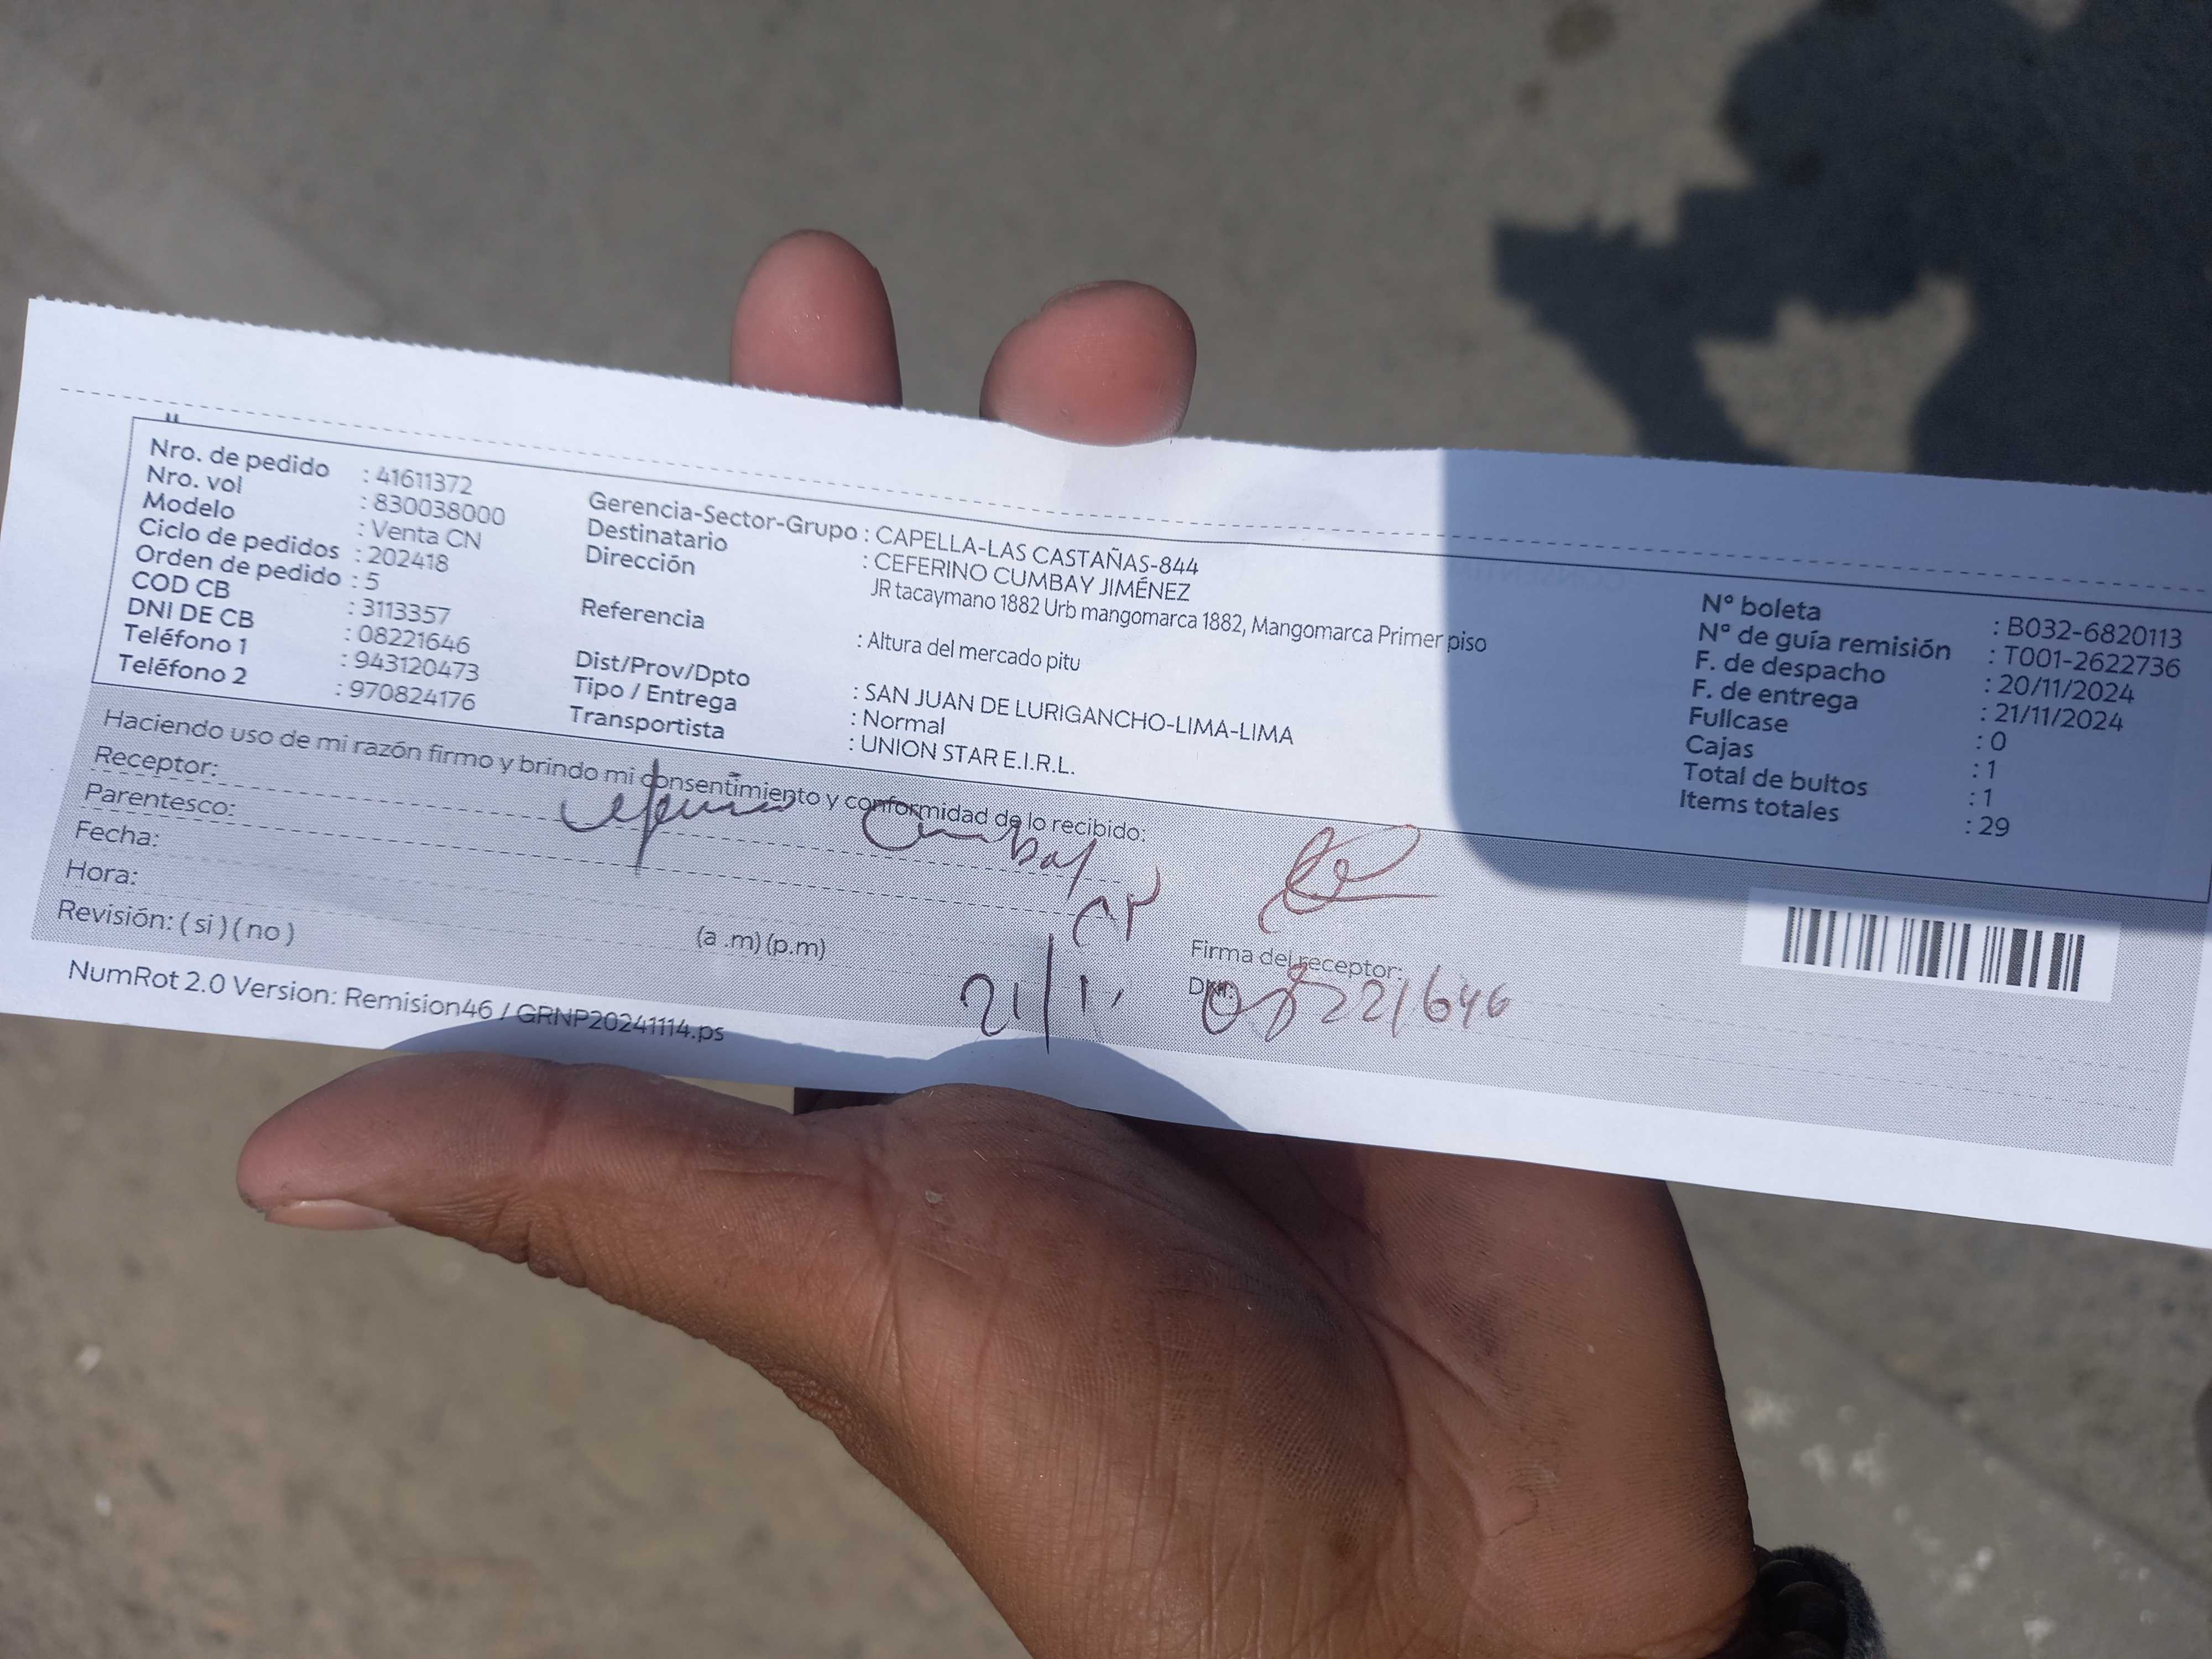 Nro. de pedido : 41611372
Nro. vol : 830038000
Modelo : Venta CN
Ciclo de pedidos : 202418
Orden de pedido : 5
COD CB : 3113357
DNI DE CB : 08221646
Teléfono 1 : 943120473
Teléfono 2 : 970824176
Gerencia-Sector-Grupo : CAPELLA-LAS CASTAÑAS-844
Destinatario : CEFERINO CUMBAY JIMÉNEZ
Dirección JR tacaymano 1882 Urb mangomarca 1882, Mangomarca Primer piso
Referencia : Altura del mercado pitu
Dist/Prov/Dpto : SAN JUAN DE LURIGANCHO-LIMA-LIMA
Tipo / Entrega : Normal
Transportista : UNION STAR E.I.R.L.
N° boleta : B032-6820113
N° de guía remisión : T001-2622736
F. de despacho : 20/11/2024
F. de entrega : 21/11/2024
Fullcase : 0
Cajas : 1
Total de bultos : 1
Items totales : 29
Haciendo uso de mi razón firmo y brindo mi consentimiento y conformidad de lo recibido:
Receptor: Ceferino Cumbay
Parentesco:
Fecha: 21/11
Hora: (a .m) (p.m)
Revisión: ( si ) ( no )
Firma del receptor:
DNI: 08221646
NumRot 2.0 Version: Remision46 / GRNP20241114.ps